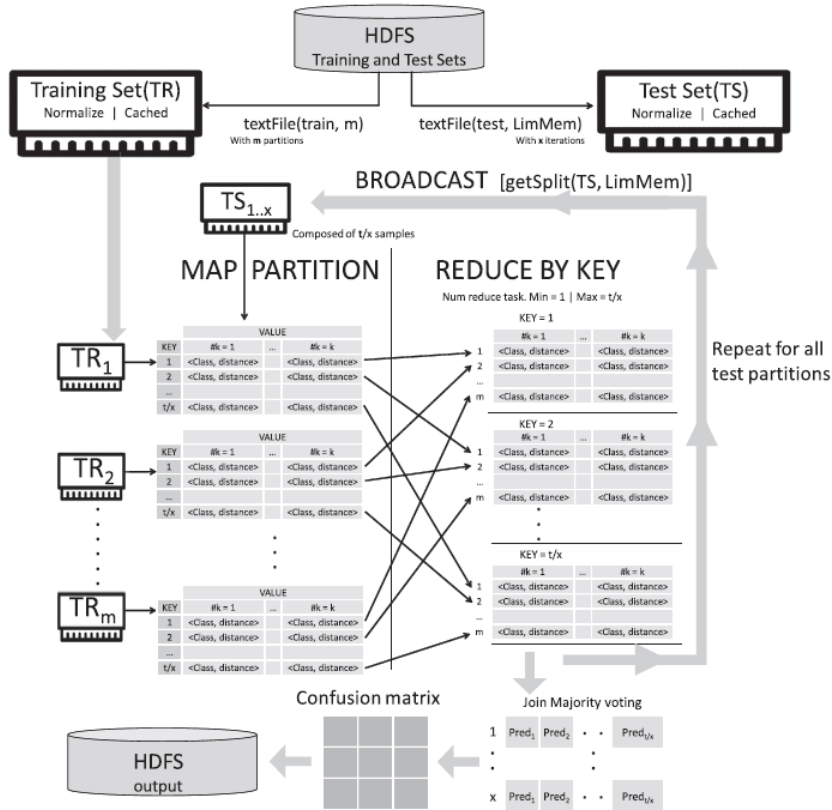 HDFS
Training and Test Sets
Training Set(TR)
Normalize | Cached
Test Set(TS)
Normalize | Cached
textFile(train, m)
With m partitions
textFile(test, LimMem)
With x iterations
BROADCAST [getSplit(TS, LimMem)]
TS1..x
Composed of t/x samples
MAP PARTITION
REDUCE BY KEY
Num reduce task. Min = 1 | Max = t/x
Repeat for all
test partitions
TR1
VALUE
KEY #k = 1 ... #k = k
1 <Class, distance> <Class, distance>
2 <Class, distance> <Class, distance>
...
t/x <Class, distance> <Class, distance>
TR2
VALUE
KEY #k = 1 ... #k = k
1 <Class, distance> <Class, distance>
2 <Class, distance> <Class, distance>
...
t/x <Class, distance> <Class, distance>
TRm
VALUE
KEY #k = 1 ... #k = k
1 <Class, distance> <Class, distance>
2 <Class, distance> <Class, distance>
...
t/x <Class, distance> <Class, distance>
KEY = 1
#k = 1 ... #k = k
1 <Class, distance> <Class, distance>
2 <Class, distance> <Class, distance>
...
m <Class, distance> <Class, distance>
KEY = 2
#k = 1 ... #k = k
1 <Class, distance> <Class, distance>
2 <Class, distance> <Class, distance>
...
m <Class, distance> <Class, distance>
KEY = t/x
#k = 1 ... #k = k
1 <Class, distance> <Class, distance>
2 <Class, distance> <Class, distance>
...
m <Class, distance> <Class, distance>
Join Majority voting
1 Pred1 Pred2 · · Predt/x
x Pred1 Pred2 · · Predt/x
Confusion matrix
HDFS
output